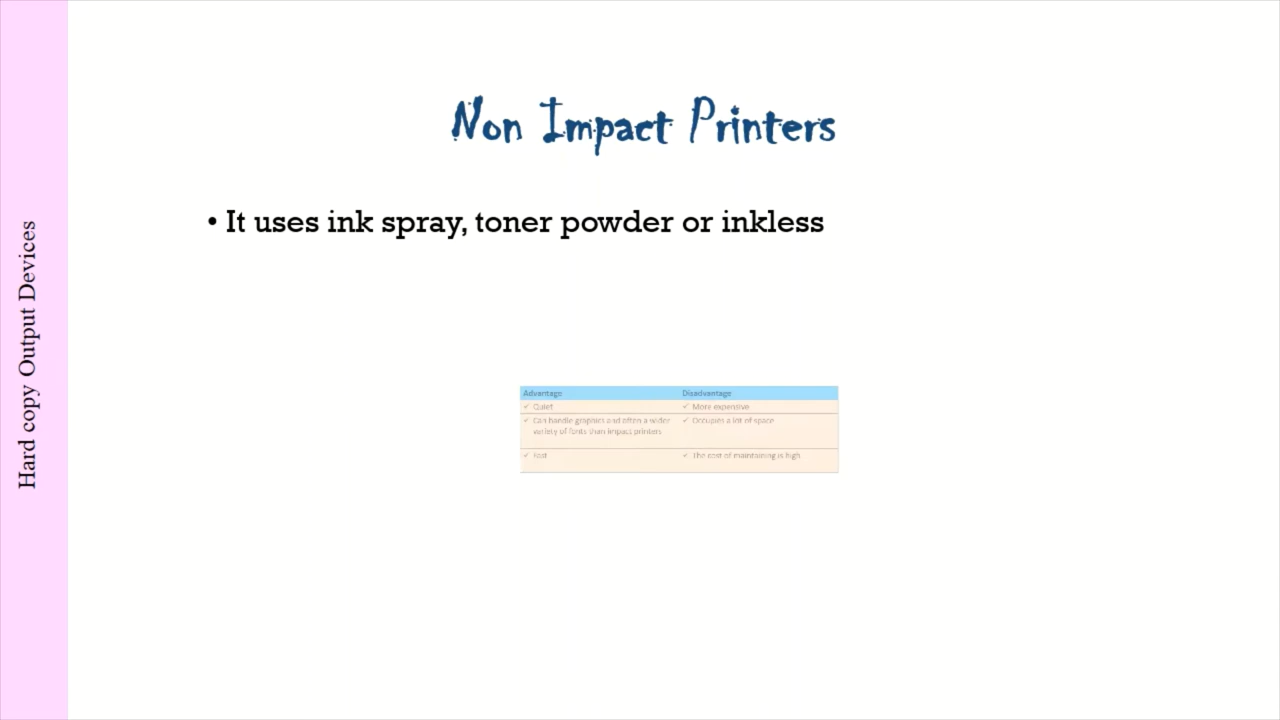 Hard copy Output Devices
Non Impact Printers
• It uses ink spray, toner powder or inkless
Advantage Disadvantage
✓ Quiet ✓ More expensive
✓ Can handle graphics and often a wider ✓ Occupies a lot of space
variety of fonts than impact printers
✓ Fast ✓ The cost of maintaining is high